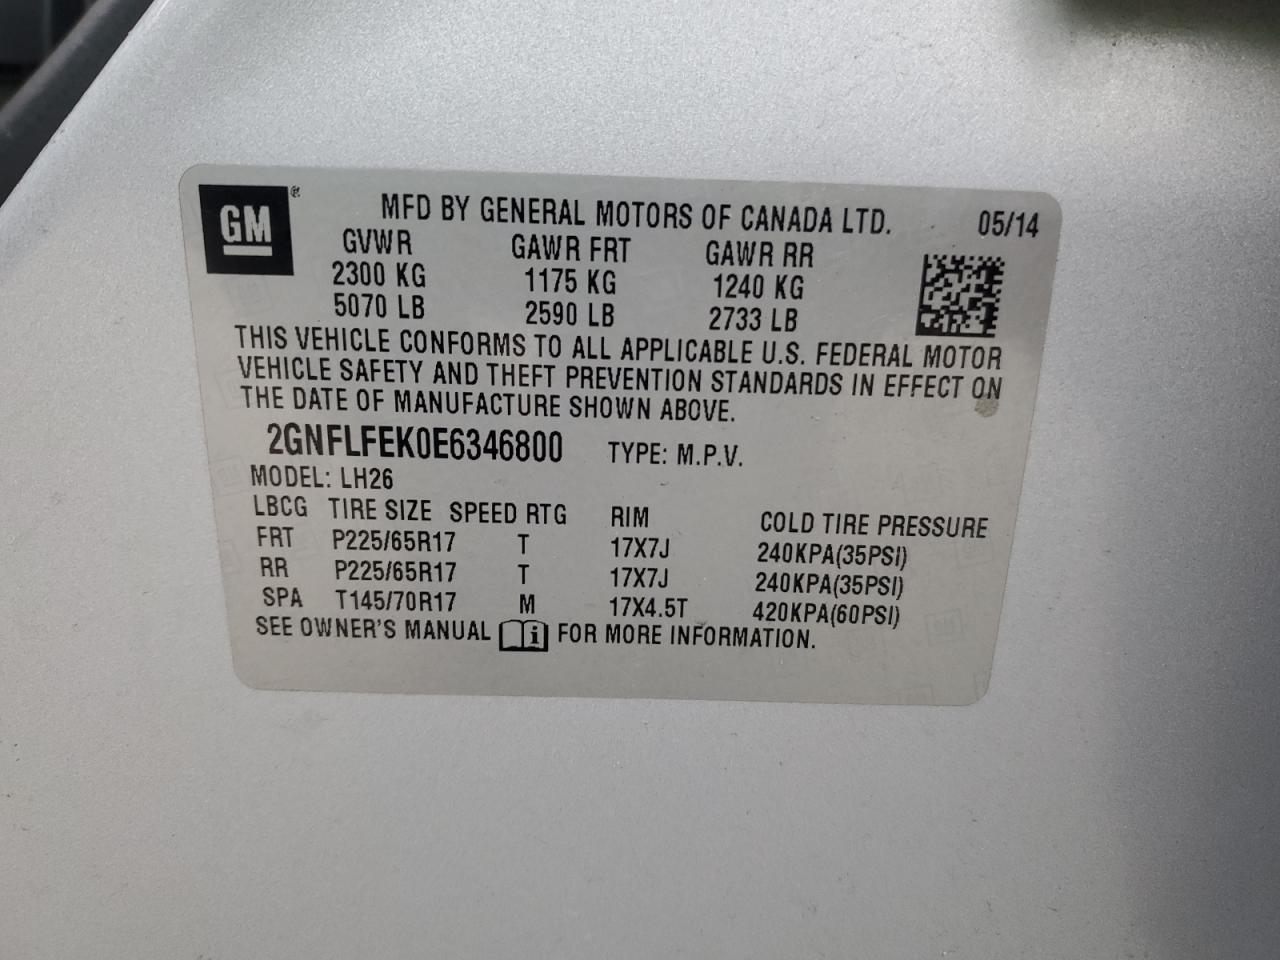 GM ® MFD BY GENERAL MOTORS OF CANADA LTD. 05/14
GVWR GAWR FRT GAWR RR
2300 KG 1175 KG 1240 KG
5070 LB 2590 LB 2733 LB
THIS VEHICLE CONFORMS TO ALL APPLICABLE U.S. FEDERAL MOTOR
VEHICLE SAFETY AND THEFT PREVENTION STANDARDS IN EFFECT ON
THE DATE OF MANUFACTURE SHOWN ABOVE.
2GNFLFEK0E6346800 TYPE: M.P.V.
MODEL: LH26
LBCG TIRE SIZE SPEED RTG RIM COLD TIRE PRESSURE
FRT P225/65R17 T 17X7J 240KPA(35PSI)
RR P225/65R17 T 17X7J 240KPA(35PSI)
SPA T145/70R17 M 17X4.5T 420KPA(60PSI)
SEE OWNER'S MANUAL i FOR MORE INFORMATION.